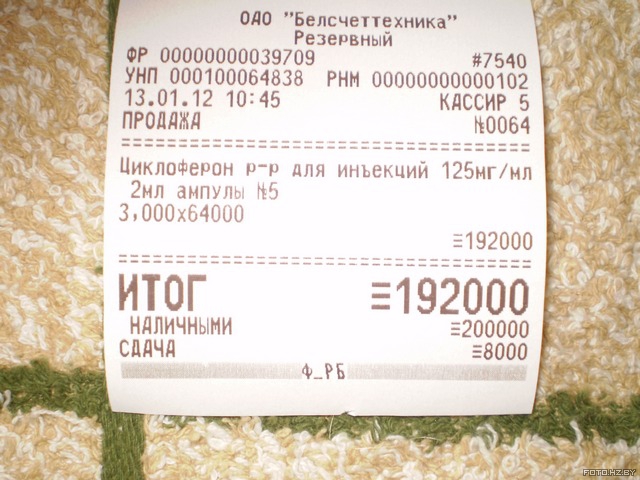 ОАО "Белсчеттехника"
Резервный
ФР 00000000039709 #7540
УНП 000100064838 РНМ 00000000000102
13.01.12 10:45 КАССИР 5
ПРОДАЖА №0064
Циклоферон р-р для инъекций 125мг/мл
2мл ампулы №5
3,000х64000
≡192000
ИТОГ ≡192000
НАЛИЧНЫМИ ≡200000
СДАЧА ≡8000
Ф_РБ
FOTO.HZ.BY